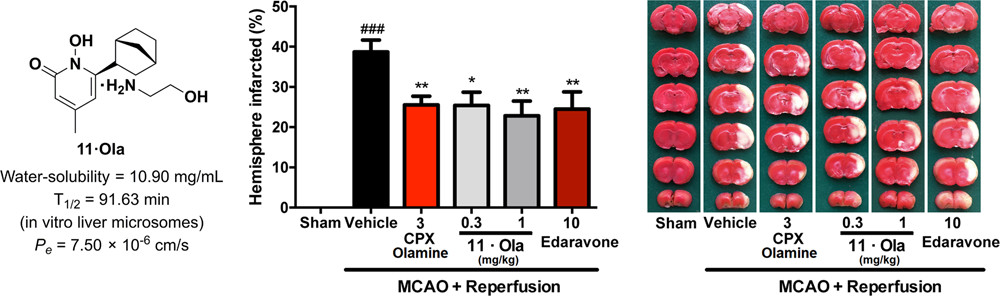 OH
O
N
·H2N
OH
11·Ola
Water-solubility = 10.90 mg/mL
T1/2 = 91.63 min
(in vitro liver microsomes)
Pe = 7.50 × 10-6 cm/s
Hemisphere infarcted (%)
50
40
30
20
10
0
###
**
*
**
**
Sham Vehicle 3 0.3 1 10
CPX Olamine
11 · Ola
(mg/kg)
Edaravone
MCAO + Reperfusion
Sham Vehicle 3 0.3 1 10
CPX Olamine
11 · Ola
(mg/kg)
Edaravone
MCAO + Reperfusion